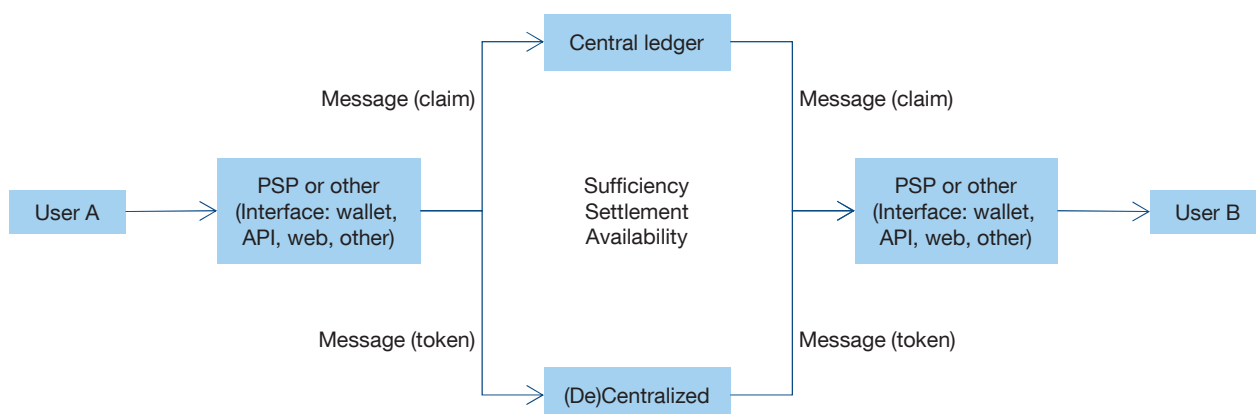 Central ledger
Message (claim)
Message (claim)
User A
PSP or other
(Interface: wallet,
API, web, other)
Sufficiency
Settlement
Availability
PSP or other
(Interface: wallet,
API, web, other)
User B
Message (token)
Message (token)
(De)Centralized